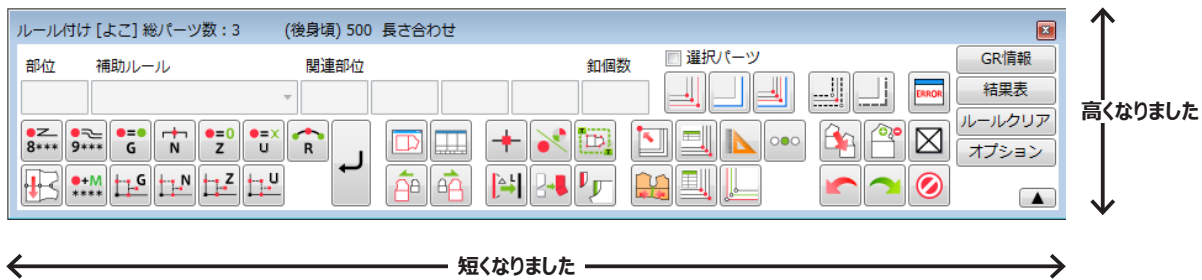 ルール付け [よこ] 総パーツ数 : 3 (後身頃) 500 長さ合わせ
部位 補助ルール 関連部位 釦個数 選択パーツ
GR情報
ERROR
結果表
高くなりました
ルールクリア
8*** 9*** G N Z U R
オプション
+M **** G N Z U
短くなりました